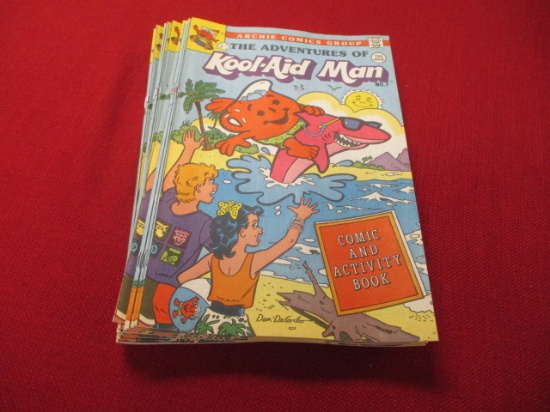 ARCHIE COMICS GROUP
THE ADVENTURES OF
Kool-Aid Man
COMIC
AND
ACTIVITY
BOOK
Dan DeCarlo